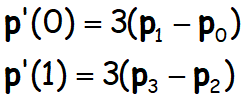 p'(0) = 3(p₁ − p₀)
p'(1) = 3(p₃ − p₂)